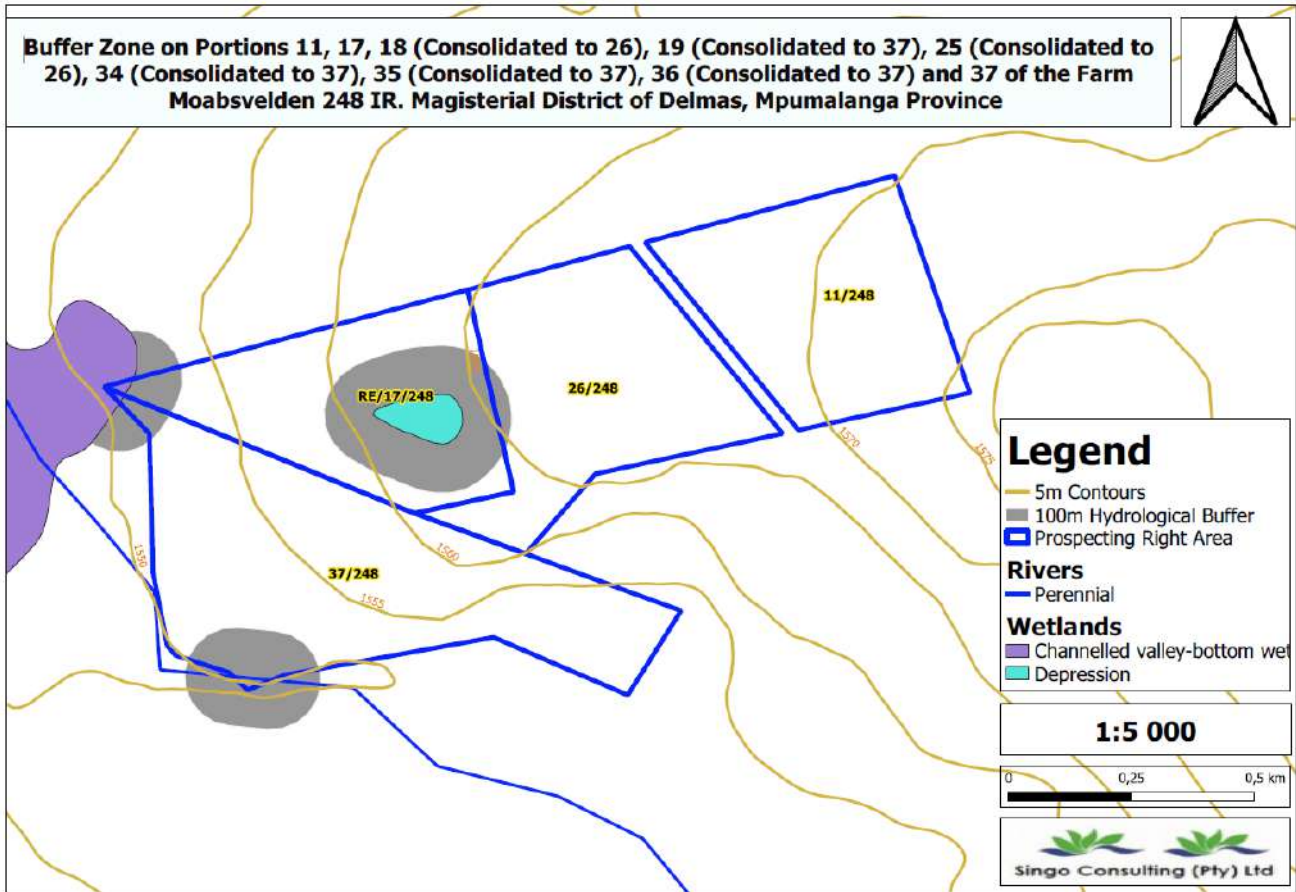 Buffer Zone on Portions 11, 17, 18 (Consolidated to 26), 19 (Consolidated to 37), 25 (Consolidated to
26), 34 (Consolidated to 37), 35 (Consolidated to 37), 36 (Consolidated to 37) and 37 of the Farm
Moabsvelden 248 IR. Magisterial District of Delmas, Mpumalanga Province
11/248
RE/17/248
26/248
37/248
1550
1555
1560
1570
1575
Legend
5m Contours
100m Hydrological Buffer
Prospecting Right Area
Rivers
Perennial
Wetlands
Channelled valley-bottom wet
Depression
1:5 000
0 0,25 0,5 km
Singo Consulting (Pty) Ltd